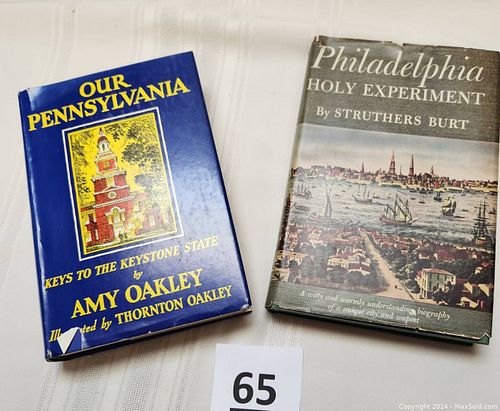 OUR
PENNSYLVANIA
KEYS TO THE KEYSTONE STATE
by
AMY OAKLEY
Illustrated by THORNTON OAKLEY
Philadelphia
HOLY EXPERIMENT
By STRUTHERS BURT
A witty and warmly understanding biography
of a unique city and seaport
65
Copyright 2024 - MaxSold.com